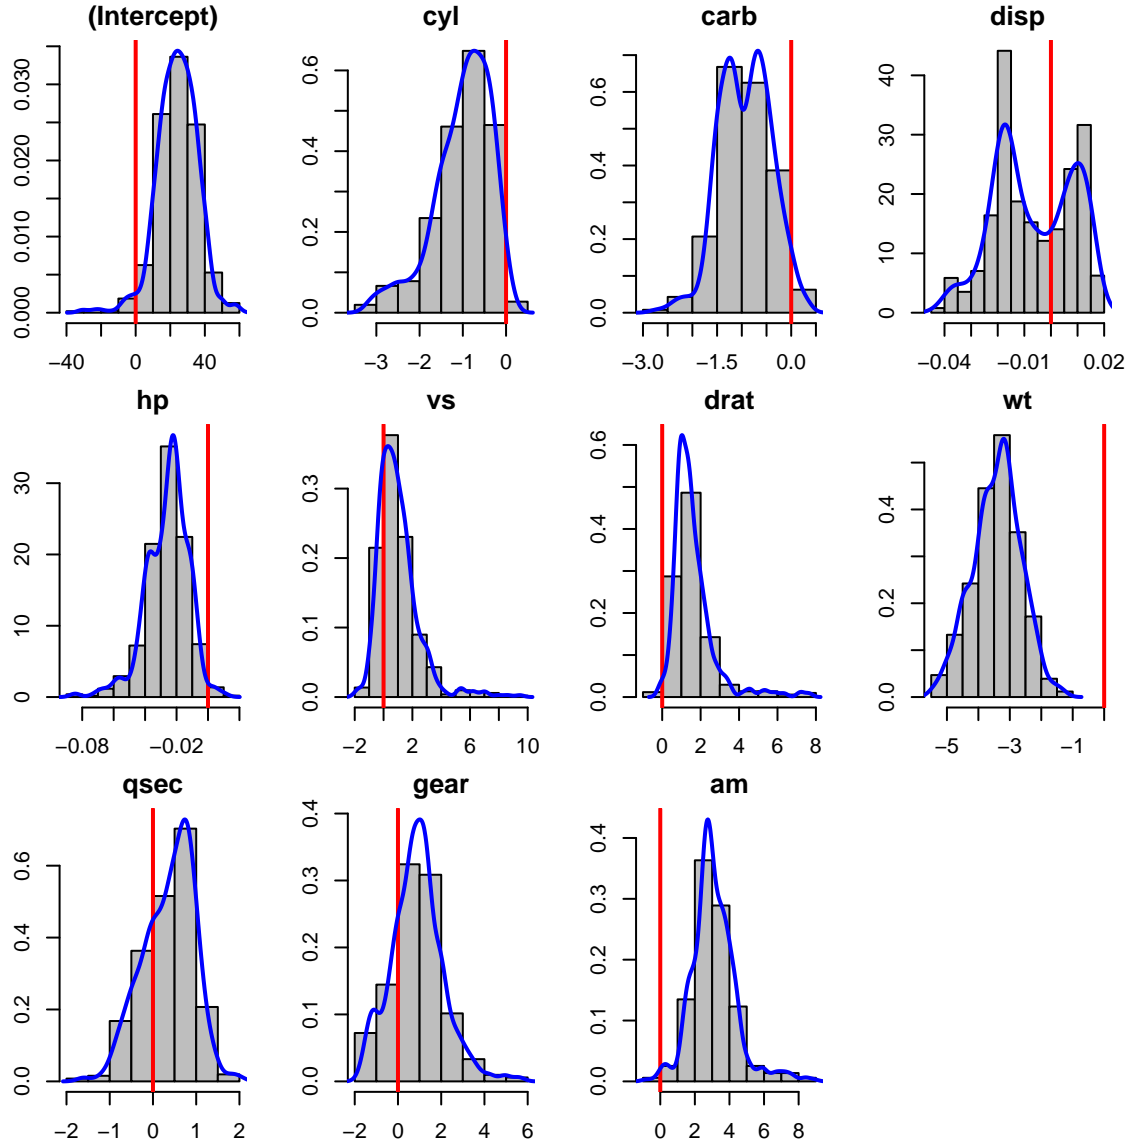 (Intercept) cyl carb disp
0.000 0.010 0.020 0.030
−40 0 40
0.0 0.2 0.4 0.6
−3 −2 −1 0
0.0 0.2 0.4 0.6
−3.0 −1.5 0.0
0 10 20 30 40
−0.04 −0.01 0.02
hp vs drat wt
0 10 20 30
−0.08 −0.02
0.0 0.1 0.2 0.3
−2 2 6 10
0.0 0.2 0.4 0.6
0 2 4 6 8
0.0 0.2 0.4
−5 −3 −1
qsec gear am
0.0 0.2 0.4 0.6
−2 −1 0 1 2
0.0 0.1 0.2 0.3 0.4
−2 0 2 4 6
0.0 0.1 0.2 0.3 0.4
0 2 4 6 8